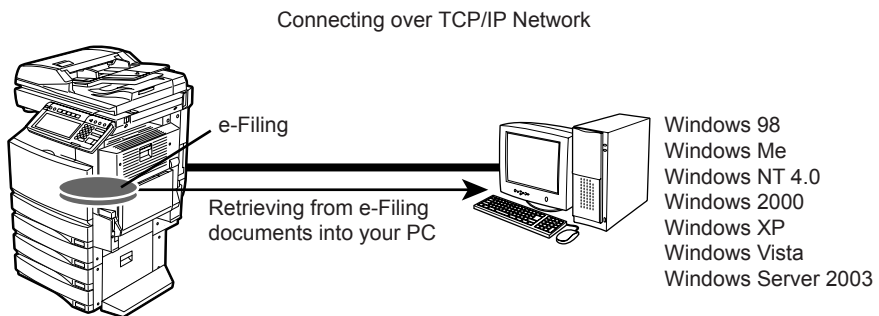 Connecting over TCP/IP Network
e-Filing
Retrieving from e-Filing
documents into your PC
Windows 98
Windows Me
Windows NT 4.0
Windows 2000
Windows XP
Windows Vista
Windows Server 2003